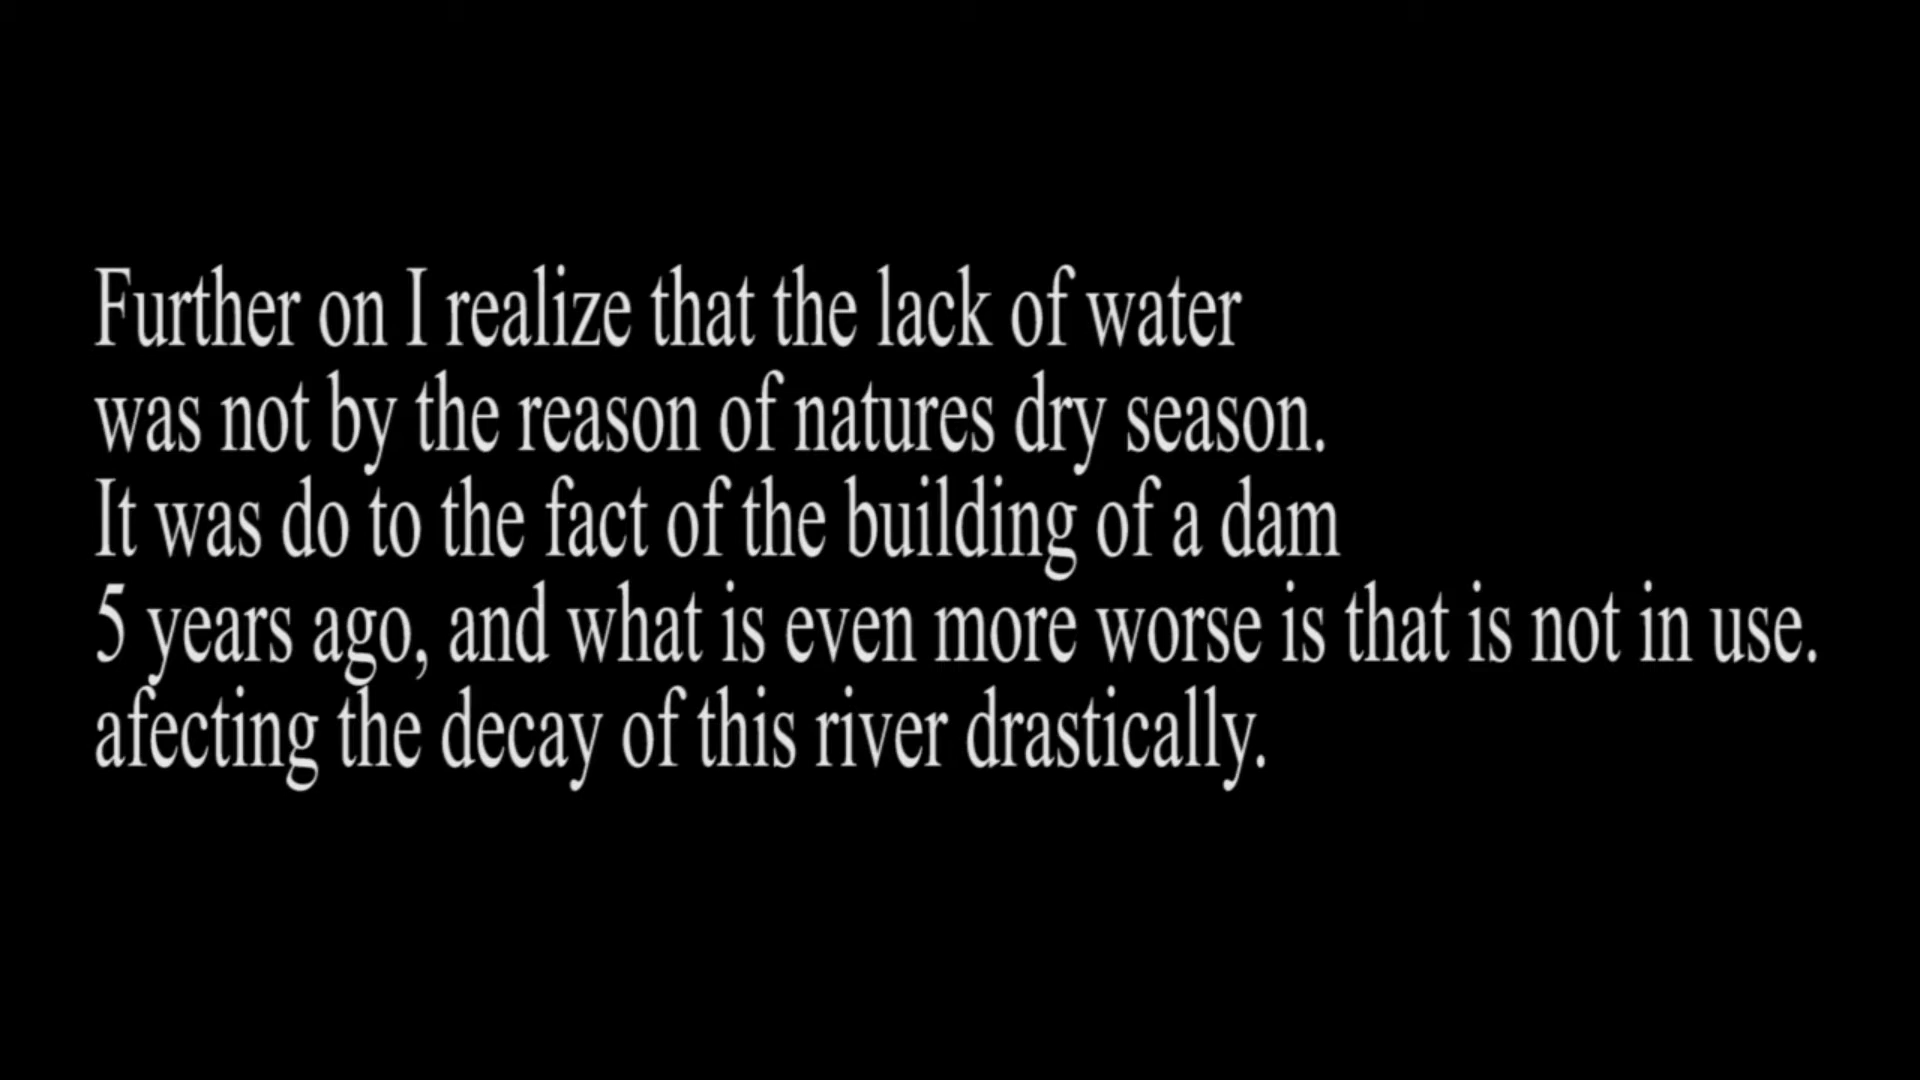 Further on I realize that the lack of water
was not by the reason of natures dry season.
It was do to the fact of the building of a dam
5 years ago, and what is even more worse is that is not in use.
afecting the decay of this river drastically.